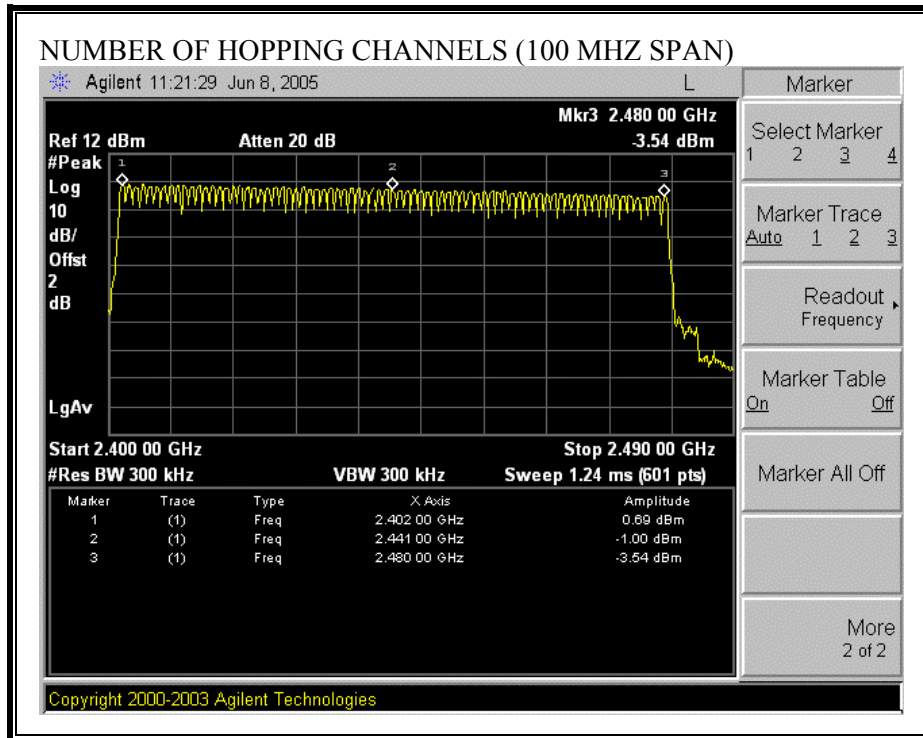 NUMBER OF HOPPING CHANNELS (100 MHZ SPAN)
Agilent 11:21:29 Jun 8, 2005 L
Mkr3 2.480 00 GHz
Ref 12 dBm Atten 20 dB -3.54 dBm
#Peak
Log
10
dB/
Offst
2
dB
LgAv
1
2
3
Start 2.400 00 GHz Stop 2.490 00 GHz
#Res BW 300 kHz VBW 300 kHz Sweep 1.24 ms (601 pts)
Marker Trace Type X Axis Amplitude
1 (1) Freq 2.402 00 GHz 0.69 dBm
2 (1) Freq 2.441 00 GHz -1.00 dBm
3 (1) Freq 2.480 00 GHz -3.54 dBm
Copyright 2000-2003 Agilent Technologies
Marker
Select Marker
1 2 3 4
Marker Trace
Auto 1 2 3
Readout
Frequency
Marker Table
On Off
Marker All Off
More
2 of 2